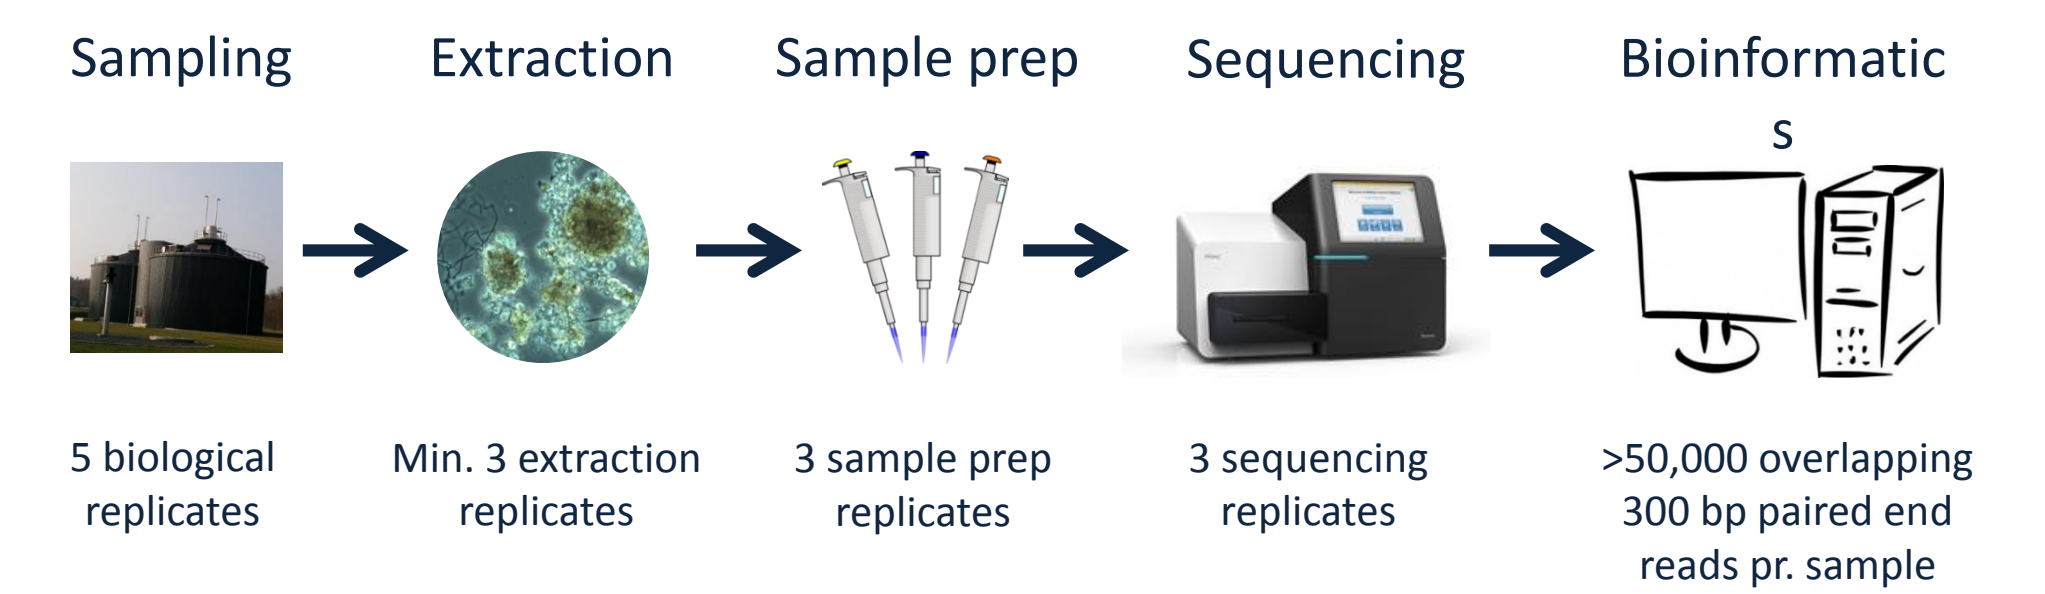 Sampling
Extraction
Sample prep
Sequencing
Bioinformatic
s
5 biological
replicates
Min. 3 extraction
replicates
3 sample prep
replicates
3 sequencing
replicates
>50,000 overlapping
300 bp paired end
reads pr. sample